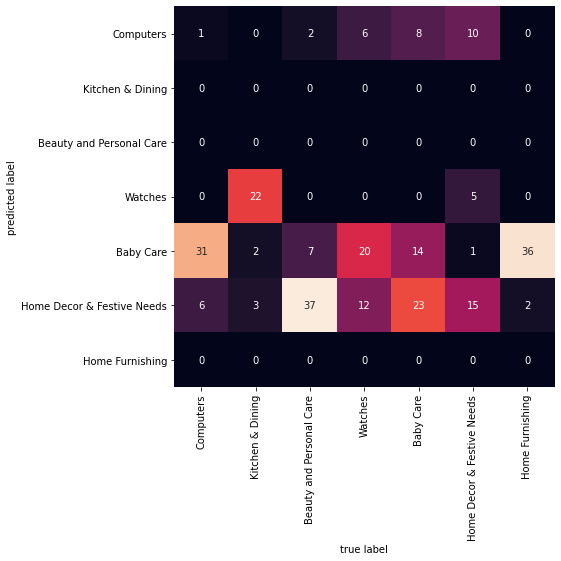 Computers 1 0 2 6 8 10 0
Kitchen & Dining 0 0 0 0 0 0 0
Beauty and Personal Care 0 0 0 0 0 0 0
Watches 0 22 0 0 0 5 0
Baby Care 31 2 7 20 14 1 36
Home Decor & Festive Needs 6 3 37 12 23 15 2
Home Furnishing 0 0 0 0 0 0 0
predicted label
Computers
Kitchen & Dining
Beauty and Personal Care
Watches
Baby Care
Home Decor & Festive Needs
Home Furnishing
true label